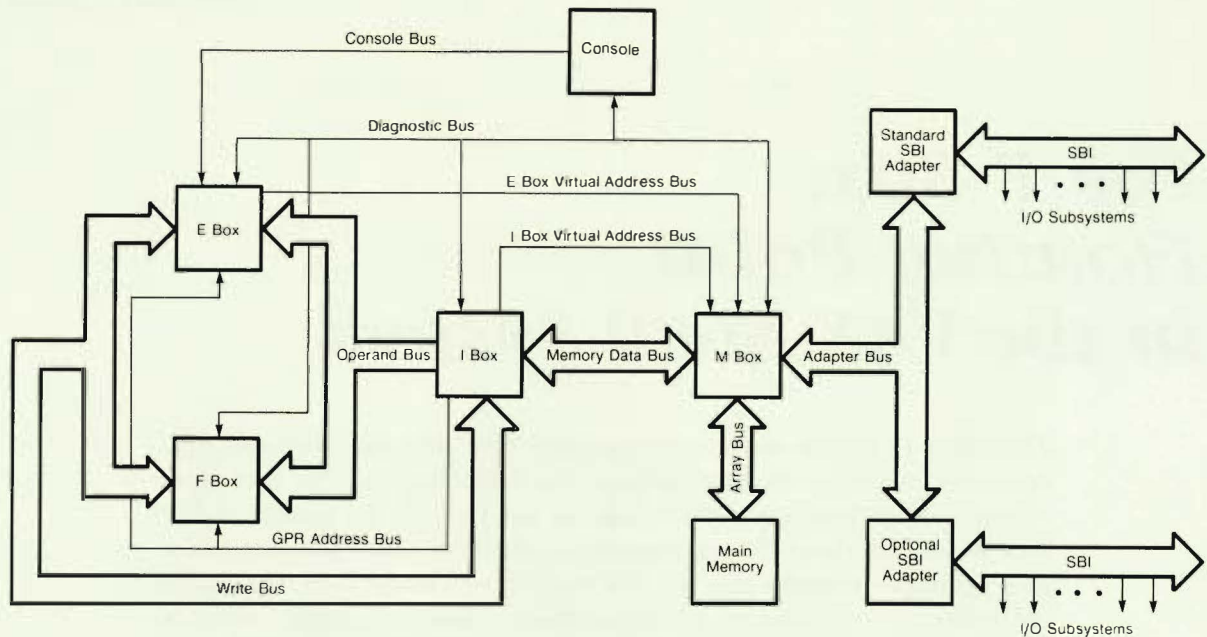 Console Bus
Console
Diagnostic Bus
Standard
SBI
Adapter
SBI
I/O Subsystems
E Box Virtual Address Bus
E Box
I Box Virtual Address Bus
Operand Bus
I Box
Memory Data Bus
M Box
Adapter Bus
Array Bus
F Box
GPR Address Bus
Main
Memory
Optional
SBI
Adapter
SBI
I/O Subsystems
Write Bus